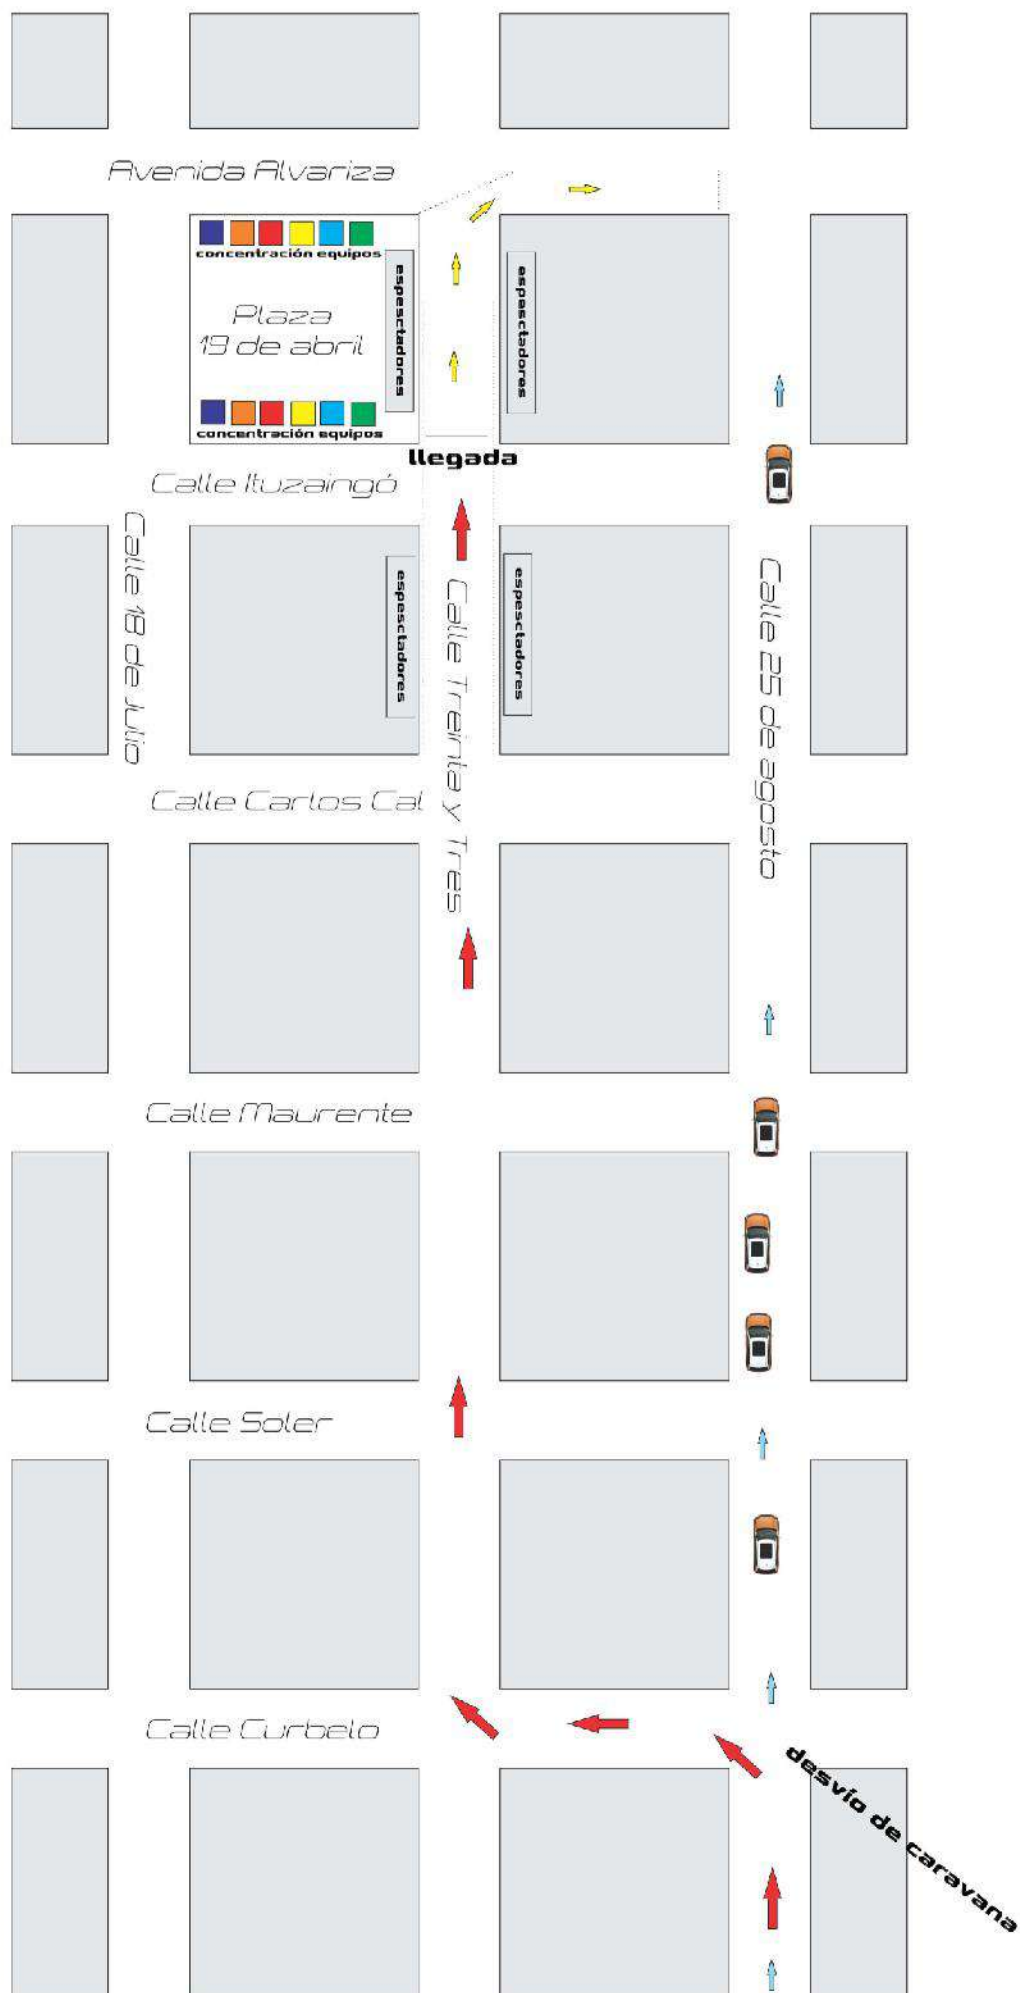 Avenida Alvariza
concentración equipos
Plaza
19 de abril
concentración equipos
espesctadores
espesctadores
llegada
Calle Ituzaingó
Calle 18 de Julio
espesctadores
Calle Treinta y Tres
espesctadores
Calle 25 de agosto
Calle Carlos Cal
Calle Maurente
Calle Soler
Calle Curbelo
desvío de caravana